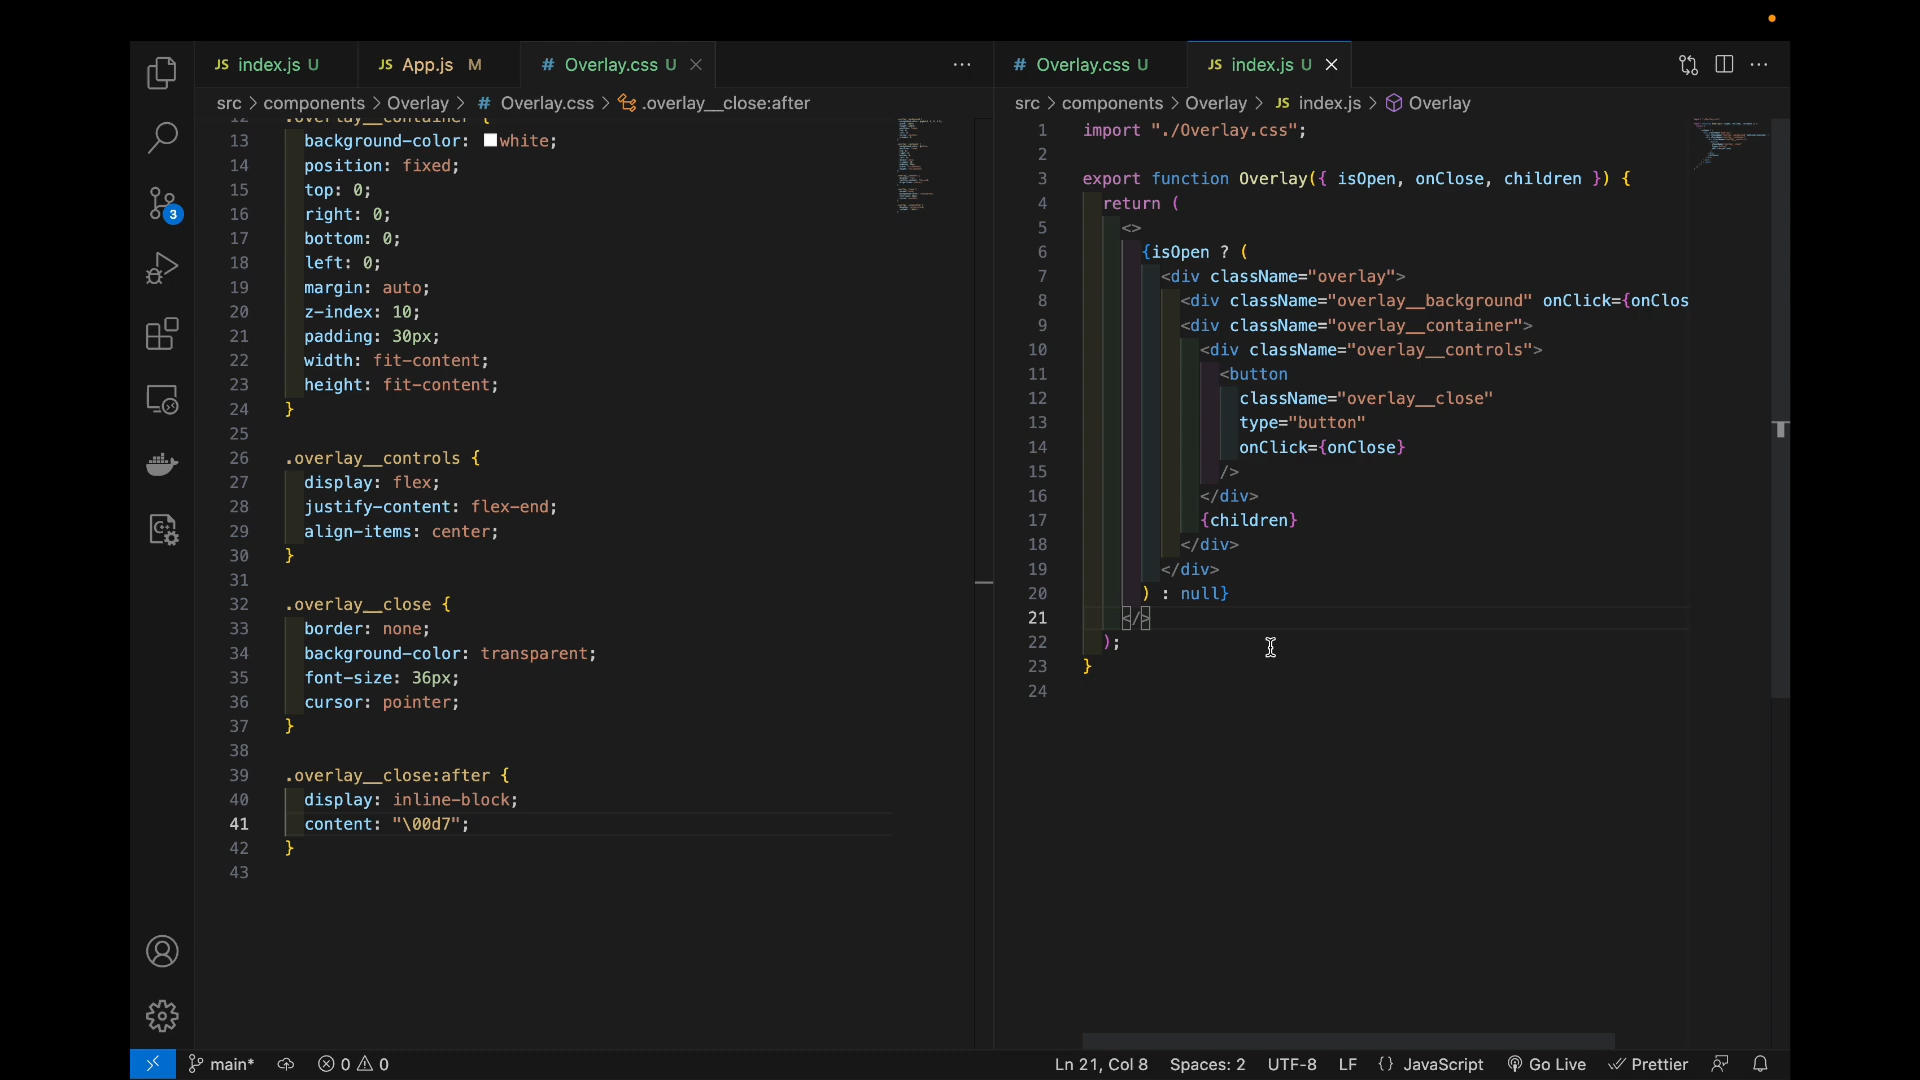 JS index.js U
JS App.js M
# Overlay.css U
src > components > Overlay > # Overlay.css > .overlay__close:after
12 .overlay__container {
13 background-color: white;
14 position: fixed;
15 top: 0;
16 right: 0;
17 bottom: 0;
18 left: 0;
19 margin: auto;
20 z-index: 10;
21 padding: 30px;
22 width: fit-content;
23 height: fit-content;
24 }
25
26 .overlay__controls {
27 display: flex;
28 justify-content: flex-end;
29 align-items: center;
30 }
31
32 .overlay__close {
33 border: none;
34 background-color: transparent;
35 font-size: 36px;
36 cursor: pointer;
37 }
38
39 .overlay__close:after {
40 display: inline-block;
41 content: "\00d7";
42 }
43
# Overlay.css U
JS index.js U
src > components > Overlay > JS index.js > Overlay
1 import "./Overlay.css";
2
3 export function Overlay({ isOpen, onClose, children }) {
4 return (
5 <>
6 {isOpen ? (
7 <div className="overlay">
8 <div className="overlay__background" onClick={onClos
9 <div className="overlay__container">
10 <div className="overlay__controls">
11 <button
12 className="overlay__close"
13 type="button"
14 onClick={onClose}
15 />
16 </div>
17 {children}
18 </div>
19 </div>
20 ) : null}
21 </>
22 );
23 }
24
3
main* 0 0
Ln 21, Col 8 Spaces: 2 UTF-8 LF {} JavaScript Go Live Prettier